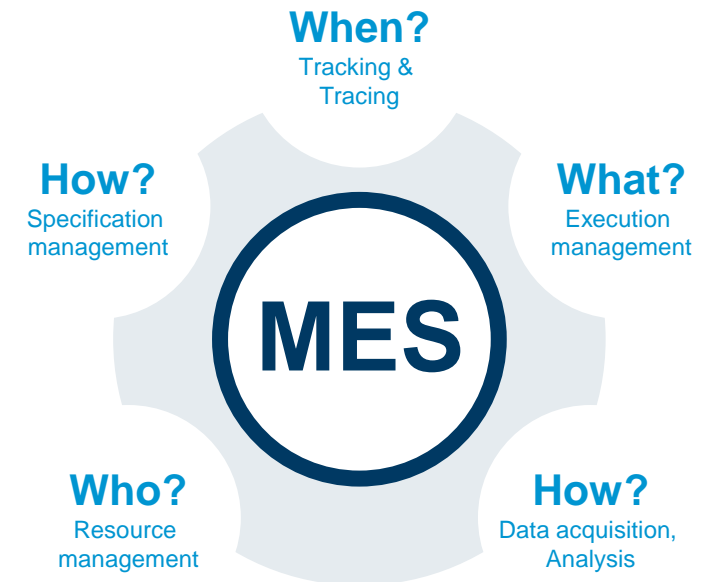 When?
Tracking &
Tracing
How?
Specification
management
What?
Execution
management
MES
Who?
Resource
management
How?
Data acquisition,
Analysis